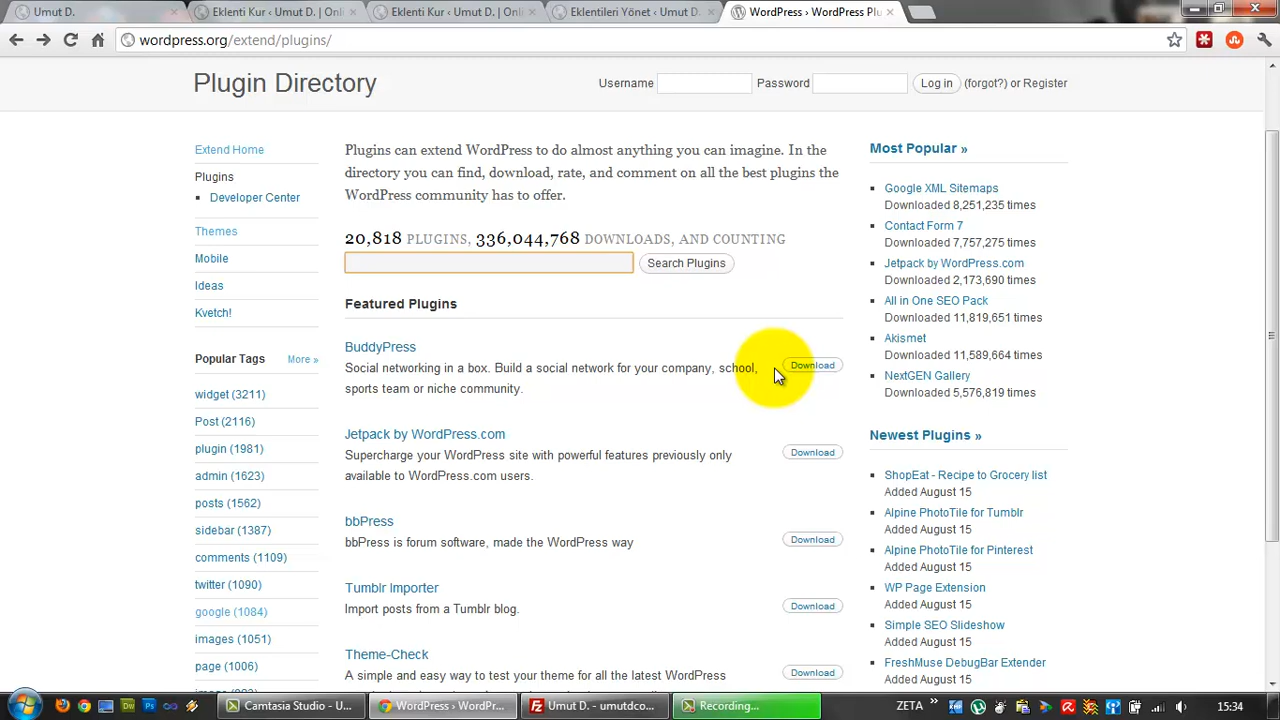 Umut D.
Eklenti Kur ‹ Umut D. | Onli
Eklenti Kur ‹ Umut D. | Onli
Eklentileri Yönet ‹ Umut D.
WordPress › WordPress Plu
wordpress.org/extend/plugins/
Plugin Directory
Username
Password
Log in
(forgot?) or Register
Extend Home
Plugins
Developer Center
Themes
Mobile
Ideas
Kvetch!
Popular Tags
More »
widget (3211)
Post (2116)
plugin (1981)
admin (1623)
posts (1562)
sidebar (1387)
comments (1109)
twitter (1090)
google (1084)
images (1051)
page (1006)
Plugins can extend WordPress to do almost anything you can imagine. In the
directory you can find, download, rate, and comment on all the best plugins the
WordPress community has to offer.
20,818 PLUGINS, 336,044,768 DOWNLOADS, AND COUNTING
Search Plugins
Featured Plugins
BuddyPress
Social networking in a box. Build a social network for your company, school,
sports team or niche community.
Download
Jetpack by WordPress.com
Supercharge your WordPress site with powerful features previously only
available to WordPress.com users.
Download
bbPress
bbPress is forum software, made the WordPress way
Download
Tumblr Importer
Import posts from a Tumblr blog.
Download
Theme-Check
A simple and easy way to test your theme for all the latest WordPress
Download
Most Popular »
Google XML Sitemaps
Downloaded 8,251,235 times
Contact Form 7
Downloaded 7,757,275 times
Jetpack by WordPress.com
Downloaded 2,173,690 times
All in One SEO Pack
Downloaded 11,819,651 times
Akismet
Downloaded 11,589,664 times
NextGEN Gallery
Downloaded 5,576,819 times
Newest Plugins »
ShopEat - Recipe to Grocery list
Added August 15
Alpine PhotoTile for Tumblr
Added August 15
Alpine PhotoTile for Pinterest
Added August 15
WP Page Extension
Added August 15
Simple SEO Slideshow
Added August 15
FreshMuse DebugBar Extender
Added August 15
Camtasia Studio - U...
WordPress › WordPr...
Umut D. - umutdco...
Recording...
ZETA
15:34